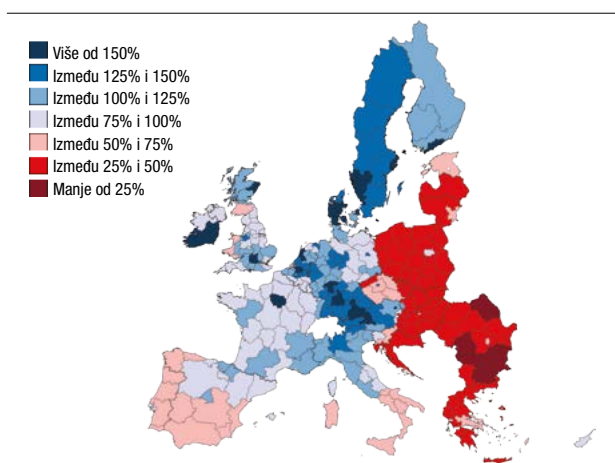 Više od 150%
Između 125% i 150%
Između 100% i 125%
Između 75% i 100%
Između 50% i 75%
Između 25% i 50%
Manje od 25%